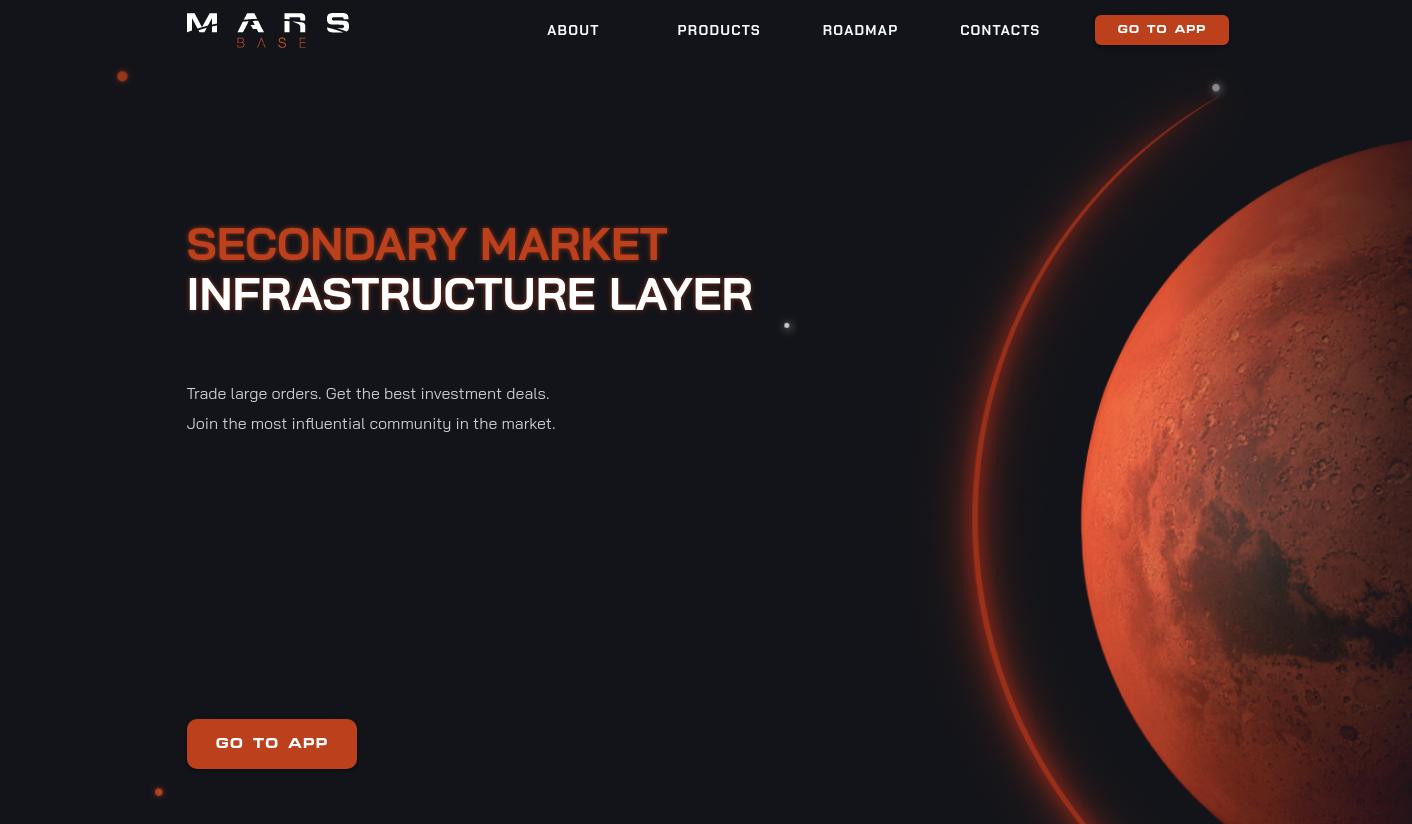 MARS
BASE
ABOUT
PRODUCTS
ROADMAP
CONTACTS
GO TO APP
SECONDARY MARKET
INFRASTRUCTURE LAYER
Trade large orders. Get the best investment deals.
Join the most influential community in the market.
GO TO APP